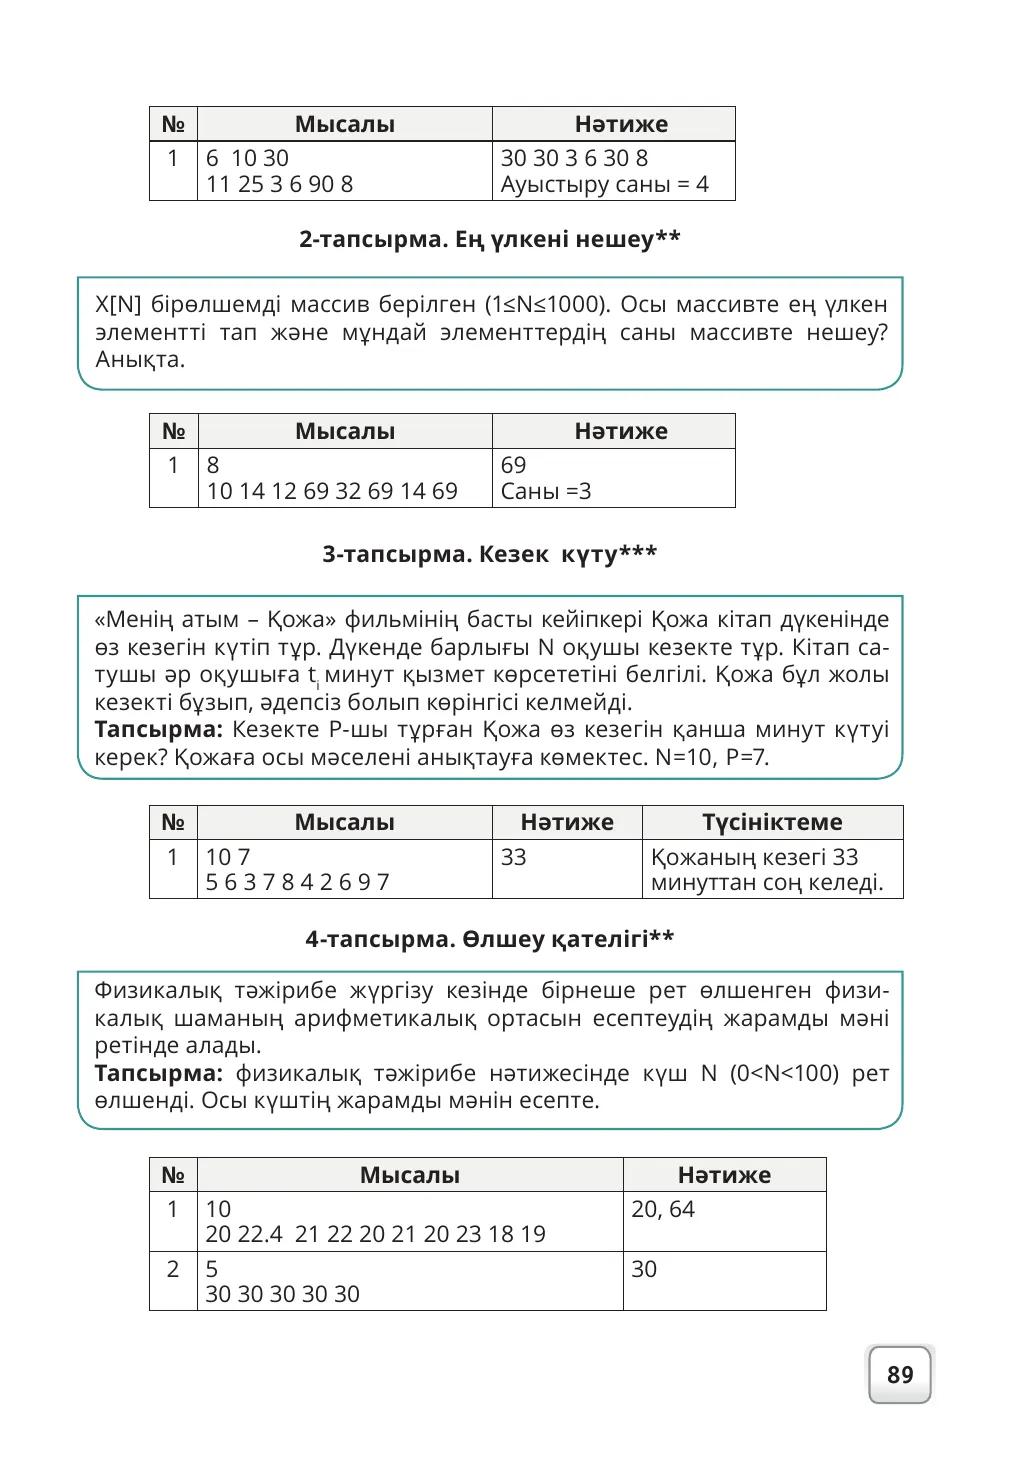 № Мысалы Нәтиже
1 6 10 30 30 30 3 6 30 8
11 25 3 6 90 8 Ауыстыру саны = 4
2-тапсырма. Ең үлкені нешеу**
X[N] бірөлшемді массив берілген (1≤N≤1000). Осы массивте ең үлкен
элементті тап және мұндай элементтердің саны массивте нешеу?
Анықта.
№ Мысалы Нәтиже
1 8 69
10 14 12 69 32 69 14 69 Саны =3
3-тапсырма. Кезек күту***
«Менің атым – Қожа» фильмінің басты кейіпкері Қожа кітап дүкенінде
өз кезегін күтіп тұр. Дүкенде барлығы N оқушы кезекте тұр. Кітап са-
тушы әр оқушыға ti минут қызмет көрсететіні белгілі. Қожа бұл жолы
кезекті бұзып, әдепсіз болып көрінгісі келмейді.
Тапсырма: Кезекте P-шы тұрған Қожа өз кезегін қанша минут күтуі
керек? Қожаға осы мәселені анықтауға көмектес. N=10, P=7.
№ Мысалы Нәтиже Түсініктеме
1 10 7 33 Қожаның кезегі 33
5 6 3 7 8 4 2 6 9 7 минуттан соң келеді.
4-тапсырма. Өлшеу қателігі**
Физикалық тәжірибе жүргізу кезінде бірнеше рет өлшенген физи-
калық шаманың арифметикалық ортасын есептеудің жарамды мәні
ретінде алады.
Тапсырма: физикалық тәжірибе нәтижесінде күш N (0<N<100) рет
өлшенді. Осы күштің жарамды мәнін есепте.
№ Мысалы Нәтиже
1 10 20, 64
20 22.4 21 22 20 21 20 23 18 19
2 5 30
30 30 30 30 30
89